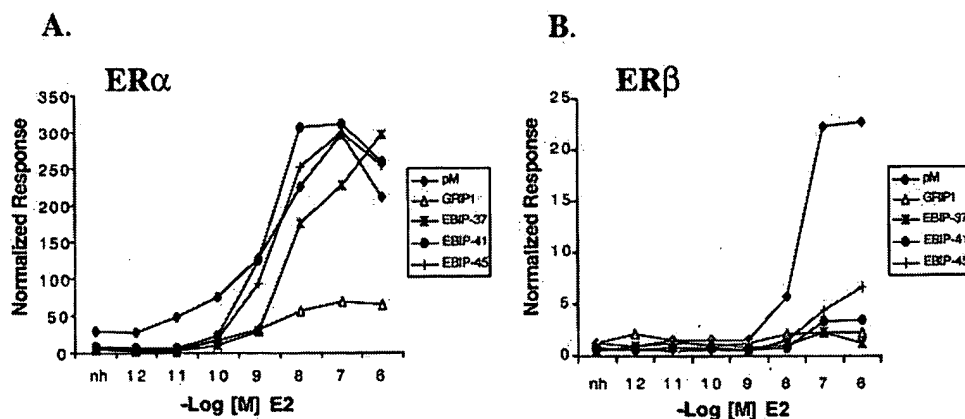 A.
ERα
Normalized Response
350
300
250
200
150
100
50
0
nh 12 11 10 9 8 7 6
-Log [M] E2
pM
GRIP1
EBIP-37
EBIP-41
EBIP-45
B.
ERβ
Normalized Response
25
20
15
10
5
0
nh 12 11 10 9 8 7 6
-Log [M] E2
pM
GRIP1
EBIP-37
EBIP-41
EBIP-45